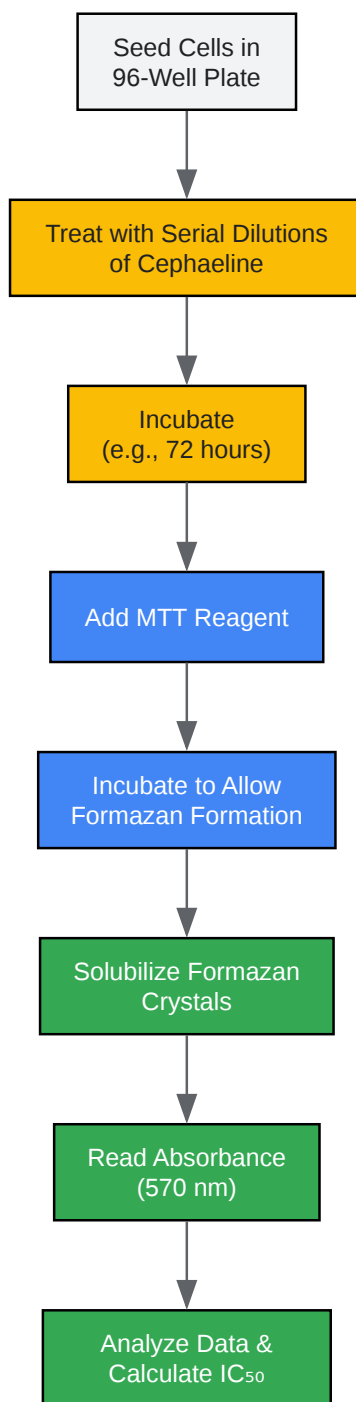 Seed Cells in
96-Well Plate
Treat with Serial Dilutions
of Cephaeline
Incubate
(e.g., 72 hours)
Add MTT Reagent
Incubate to Allow
Formazan Formation
Solubilize Formazan
Crystals
Read Absorbance
(570 nm)
Analyze Data &
Calculate IC₅₀